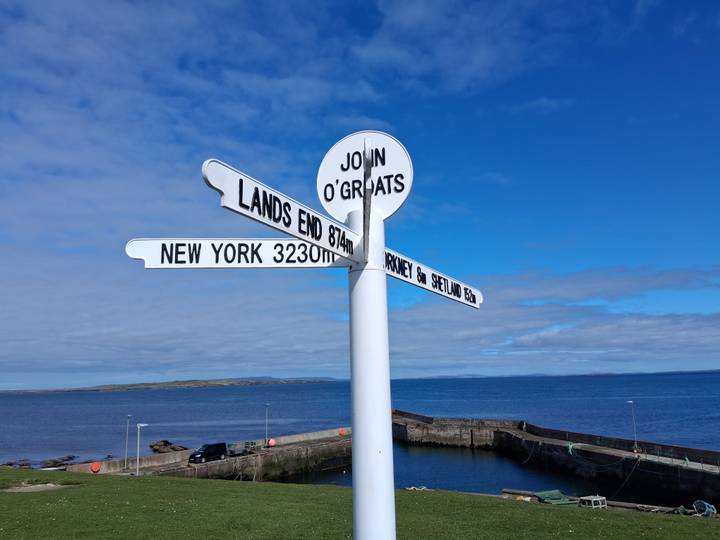 JOHN
O'GROATS
LANDS END 874m
NEW YORK 3230m
ORKNEY 8m SHETLAND 152m